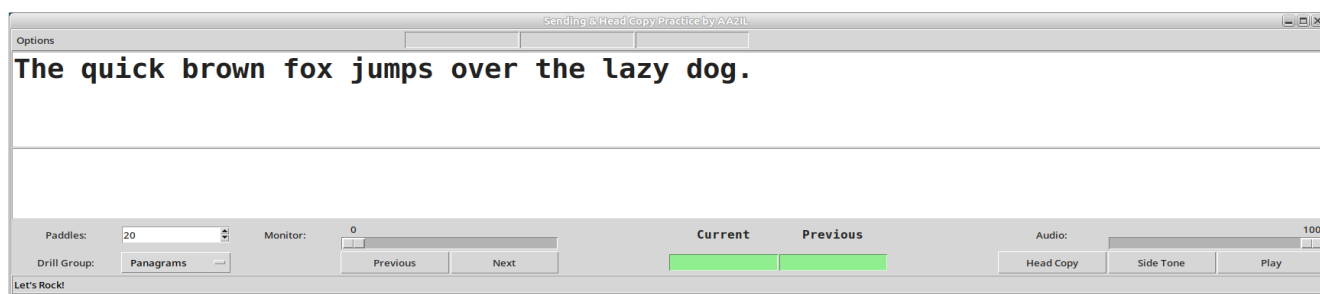 Sending & Head Copy Practice by AA2IL
Options
The quick brown fox jumps over the lazy dog.
Paddles: 20 Monitor: 0 Current Previous Audio: 100
Drill Group: Panagrams Previous Next Head Copy Side Tone Play
Let's Rock!